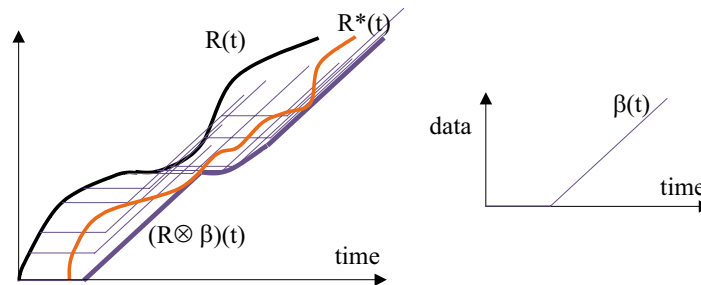 R(t)
R*(t)
(R⊗ β)(t)
time
data
β(t)
time